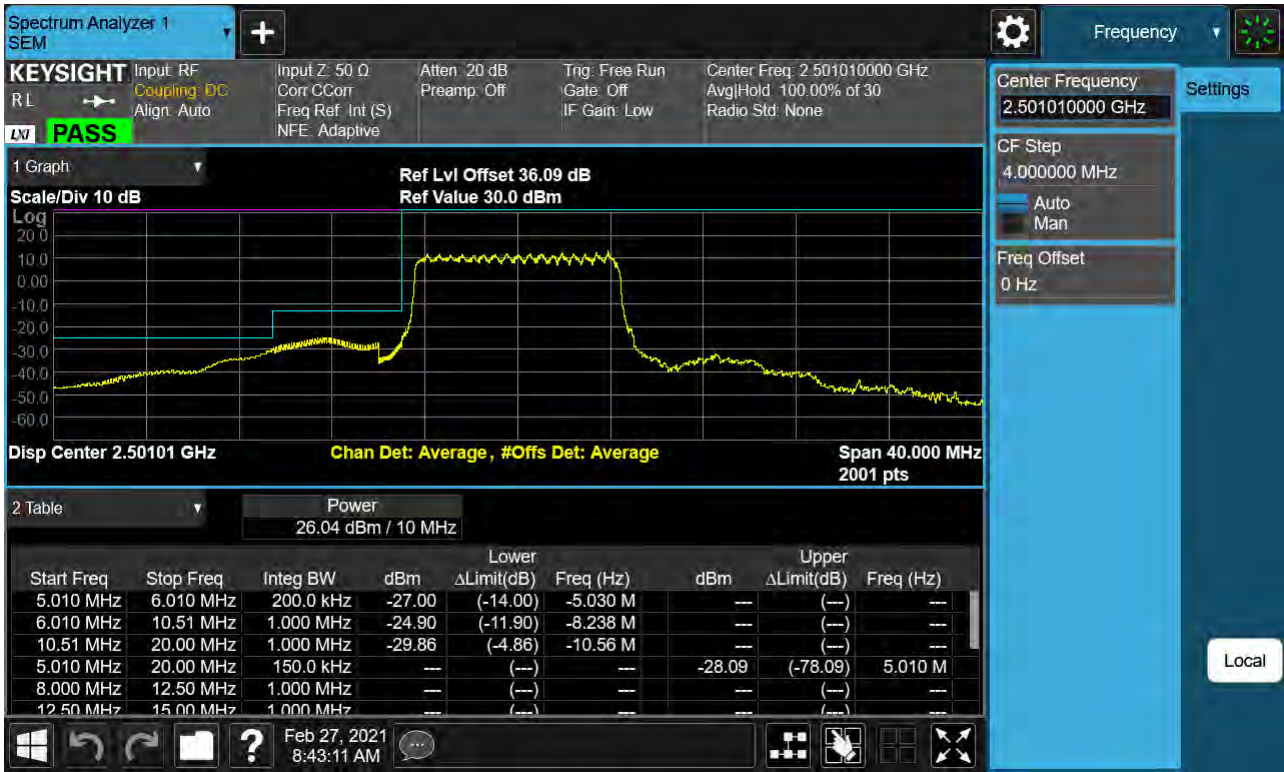 Spectrum Analyzer 1
SEM
Frequency
KEYSIGHT
R L
LXI PASS
Input: RF
Coupling: DC
Align: Auto
Input Z: 50 Ω
Corr CCorr
Freq Ref: Int (S)
NFE: Adaptive
Atten: 20 dB
Preamp: Off
Trig: Free Run
Gate: Off
IF Gain: Low
Center Freq: 2.501010000 GHz
Avg|Hold: 100.00% of 30
Radio Std: None
Center Frequency
2.501010000 GHz
Settings
CF Step
4.000000 MHz
Auto
Man
Freq Offset
0 Hz
Local
1 Graph
Ref Lvl Offset 36.09 dB
Scale/Div 10 dB Ref Value 30.0 dBm
Log
20.0
10.0
0.00
-10.0
-20.0
-30.0
-40.0
-50.0
-60.0
Disp Center 2.50101 GHz Chan Det: Average, #Offs Det: Average Span 40.000 MHz
2001 pts
2 Table
Power
26.04 dBm / 10 MHz
Lower Upper
Start Freq Stop Freq Integ BW dBm ΔLimit(dB) Freq (Hz) dBm ΔLimit(dB) Freq (Hz)
5.010 MHz 6.010 MHz 200.0 kHz -27.00 (-14.00) -5.030 M --- (---) ---
6.010 MHz 10.51 MHz 1.000 MHz -24.90 (-11.90) -8.238 M --- (---) ---
10.51 MHz 20.00 MHz 1.000 MHz -29.86 (-4.86) -10.56 M --- (---) ---
5.010 MHz 20.00 MHz 150.0 kHz --- (---) --- -28.09 (-78.09) 5.010 M
8.000 MHz 12.50 MHz 1.000 MHz --- (---) --- --- (---) ---
12.50 MHz 15.00 MHz 1.000 MHz --- (---) --- --- (---) ---
?
Feb 27, 2021
8:43:11 AM